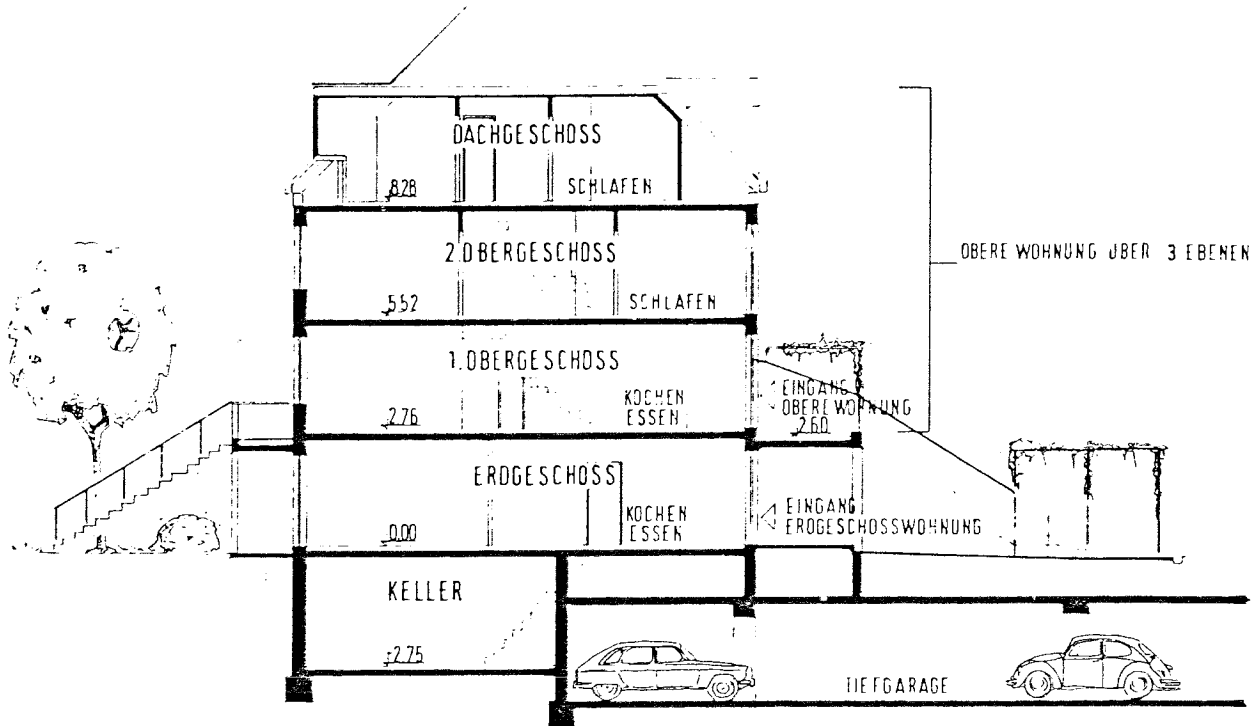 DACHGESCHOSS
8.28
SCHLAFEN
2.OBERGESCHOSS
OBERE WOHNUNG ÜBER 3 EBENEN
5.52
SCHLAFEN
1.OBERGESCHOSS
KOCHEN
ESSEN
2.76
EINGANG
OBERE WOHNUNG
2.60
ERDGESCHOSS
KOCHEN
ESSEN
0.00
EINGANG
ERDGESCHOSSWOHNUNG
KELLER
-2.75
TIEFGARAGE